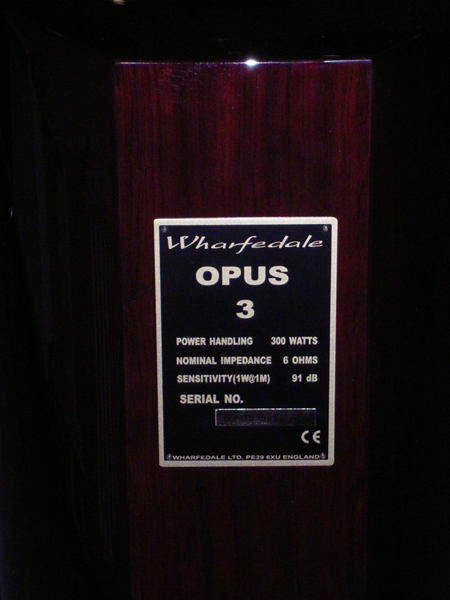 Wharfedale
OPUS
3
POWER HANDLING 300 WATTS
NOMINAL IMPEDANCE 6 OHMS
SENSITIVITY(1W@1M) 91 dB
SERIAL NO.
CE
WHARFEDALE LTD. PE29 6XU ENGLAND